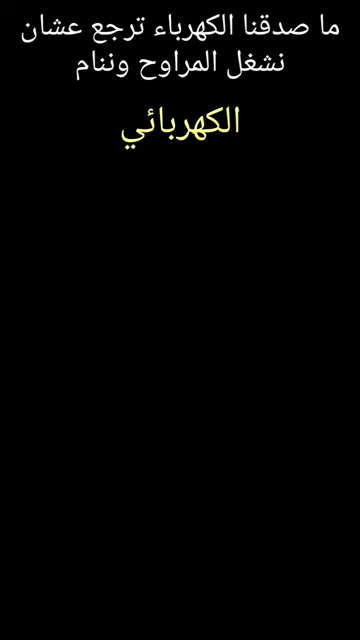 ما صدقنا الكهرباء ترجع عشان
نشغل المراوح وننام
الكهربائي